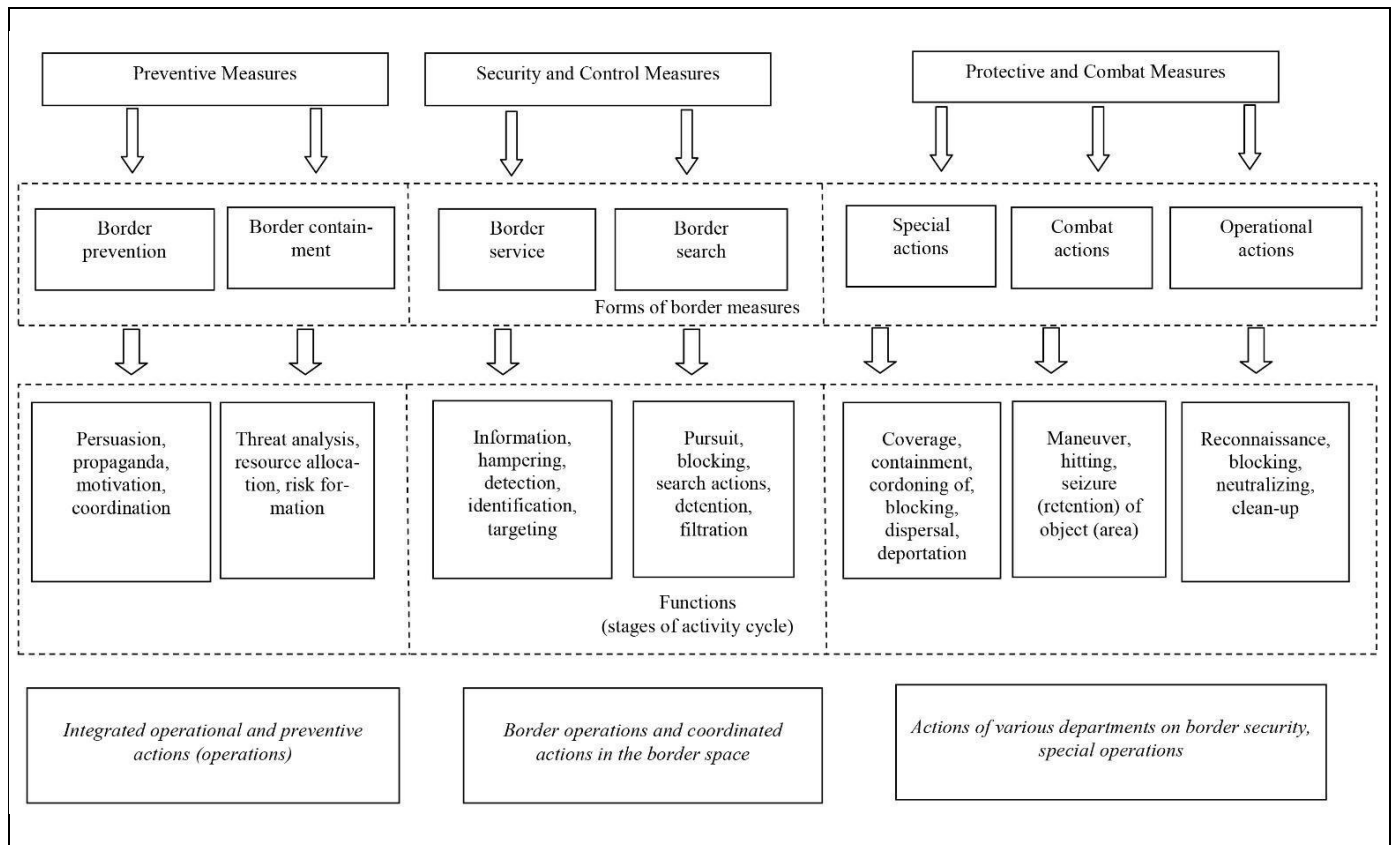 Preventive Measures
Security and Control Measures
Protective and Combat Measures
Border
prevention
Border contain-
ment
Border
service
Border
search
Special
actions
Combat
actions
Operational
actions
Forms of border measures
Persuasion,
propaganda,
motivation,
coordination
Threat analysis,
resource alloca-
tion, risk for-
mation
Information,
hampering,
detection,
identification,
targeting
Pursuit,
blocking,
search actions,
detention,
filtration
Coverage,
containment,
cordoning of,
blocking,
dispersal,
deportation
Maneuver,
hitting,
seizure
(retention) of
object (area)
Reconnaissance,
blocking,
neutralizing,
clean-up
Functions
(stages of activity cycle)
Integrated operational and preventive
actions (operations)
Border operations and coordinated
actions in the border space
Actions of various departments on border security,
special operations